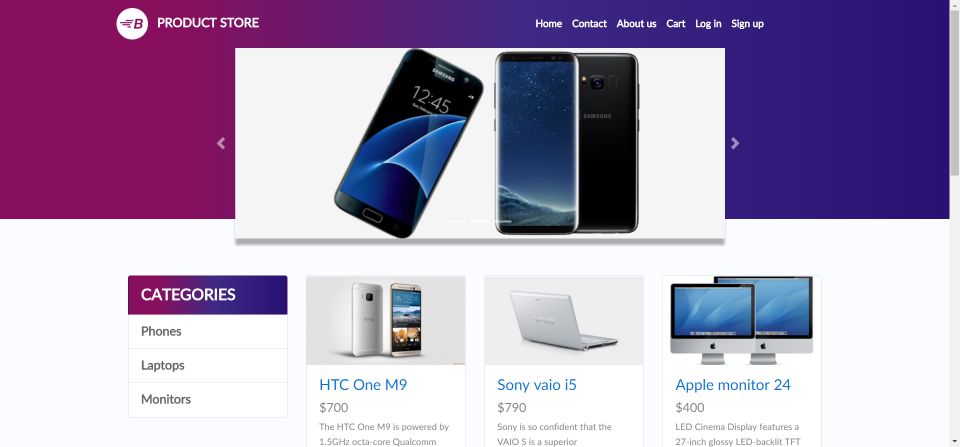 B PRODUCT STORE
Home Contact About us Cart Log in Sign up
SAMSUNG
12:45
SAMSUNG
CATEGORIES
Phones
Laptops
Monitors
HTC One M9
$700
The HTC One M9 is powered by
1.5GHz octa-core Qualcomm
VAIO
Sony vaio i5
$790
Sony is so confident that the
VAIO S is a superior
Apple monitor 24
$400
LED Cinema Display features a
27-inch glossy LED-backlit TFT